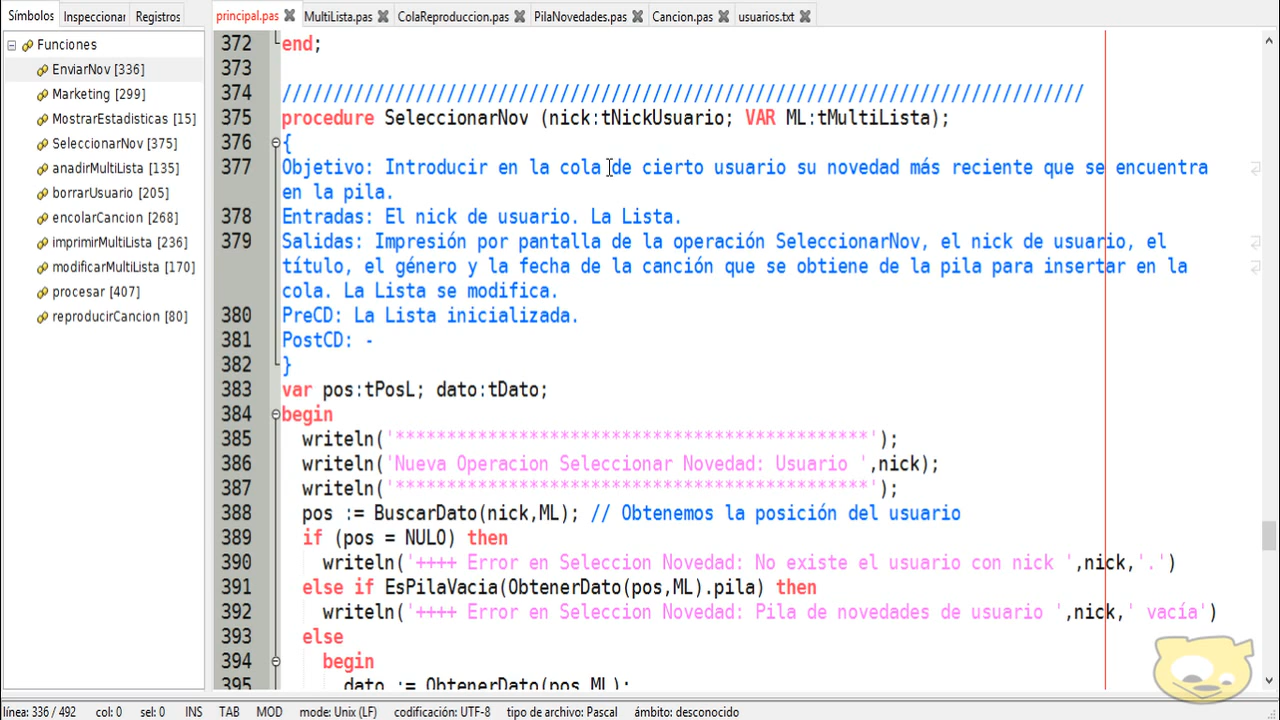 Símbolos Inspeccionar Registros
principal.pas MultiLista.pas ColaReproduccion.pas PilaNovedades.pas Cancion.pas usuarios.txt
Funciones
EnviarNov [336]
Marketing [299]
MostrarEstadisticas [15]
SeleccionarNov [375]
anadirMultiLista [135]
borrarUsuario [205]
encolarCancion [268]
imprimirMultiLista [236]
modificarMultiLista [170]
procesar [407]
reproducirCancion [80]
372 end;
373
374 //////////////////////////////////////////////////////////////////////////////
375 procedure SeleccionarNov (nick:tNickUsuario; VAR ML:tMultiLista);
376 {
377 Objetivo: Introducir en la cola de cierto usuario su novedad más reciente que se encuentra
en la pila.
378 Entradas: El nick de usuario. La Lista.
379 Salidas: Impresión por pantalla de la operación SeleccionarNov, el nick de usuario, el
título, el género y la fecha de la canción que se obtiene de la pila para insertar en la
cola. La Lista se modifica.
380 PreCD: La Lista inicializada.
381 PostCD: -
382 }
383 var pos:tPosL; dato:tDato;
384 begin
385 writeln('**********************************************');
386 writeln('Nueva Operacion Seleccionar Novedad: Usuario ',nick);
387 writeln('**********************************************');
388 pos := BuscarDato(nick,ML); // Obtenemos la posición del usuario
389 if (pos = NULO) then
390 writeln('++++ Error en Seleccion Novedad: No existe el usuario con nick ',nick,'.')
391 else if EsPilaVacia(ObtenerDato(pos,ML).pila) then
392 writeln('++++ Error en Seleccion Novedad: Pila de novedades de usuario ',nick,' vacía')
393 else
394 begin
395 dato := ObtenerDato(pos,ML);
línea: 336 / 492 col: 0 sel: 0 INS TAB MOD mode: Unix (LF) codificación: UTF-8 tipo de archivo: Pascal ámbito: desconocido